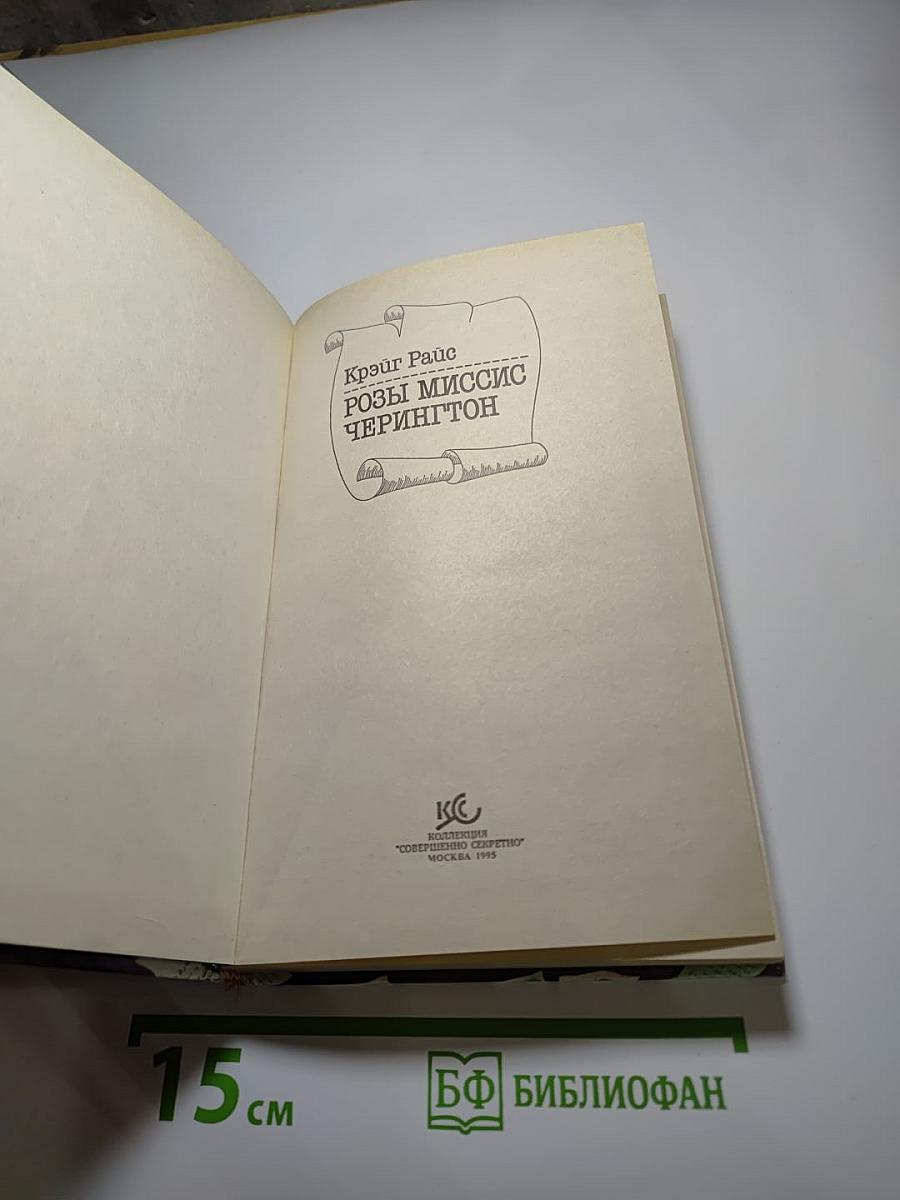 Крэйг Райс
РОЗЫ МИССИС
ЧЕРИНГТОН
КСС
КОЛЛЕКЦИЯ
"СОВЕРШЕННО СЕКРЕТНО"
МОСКВА 1995
15 см
БФ БИБЛИОФАН